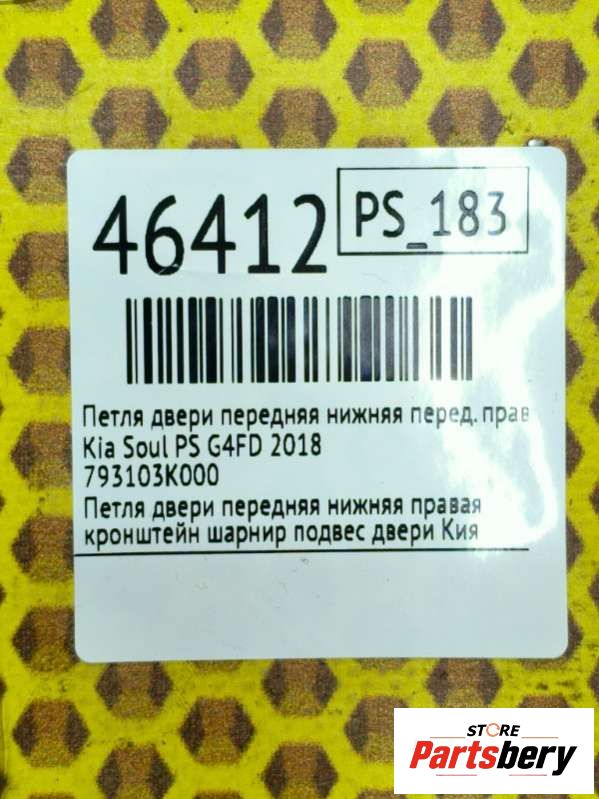 46412
PS_183
Петля двери передняя нижняя перед. прав
Kia Soul PS G4FD 2018
793103K000
Петля двери передняя нижняя правая
кронштейн шарнир подвес двери Кия
STORE
Partsbery